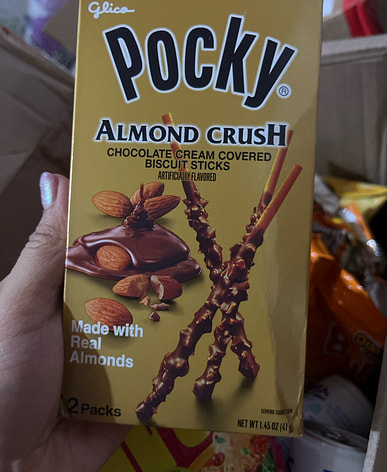 Glico
POCKY®
ALMOND CRUSH
CHOCOLATE CREAM COVERED
BISCUIT STICKS
ARTIFICIALLY FLAVORED
Made with
Real
Almonds
2 Packs
NET WT 1.45 OZ (41 g)